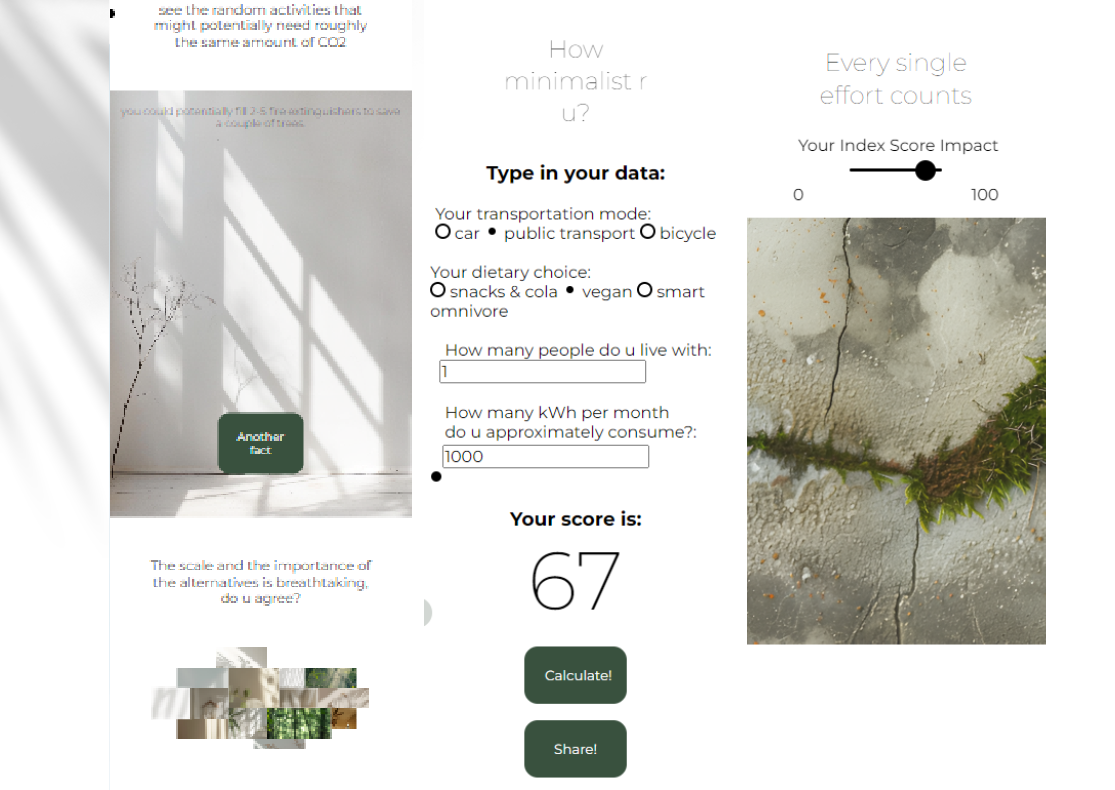 see the random activities that
might potentially need roughly
the same amount of CO2
you could potentially fill 2-5 fire extinguishers to save
a couple of trees
Another
fact
The scale and the importance of
the alternatives is breathtaking,
do u agree?
How
minimalist r
u?
Type in your data:
Your transportation mode:
car public transport bicycle
Your dietary choice:
snacks & cola vegan smart
omnivore
How many people do u live with:
1
How many kWh per month
do u approximately consume?:
1000
Your score is:
67
Calculate!
Share!
Every single
effort counts
Your Index Score Impact
0 100